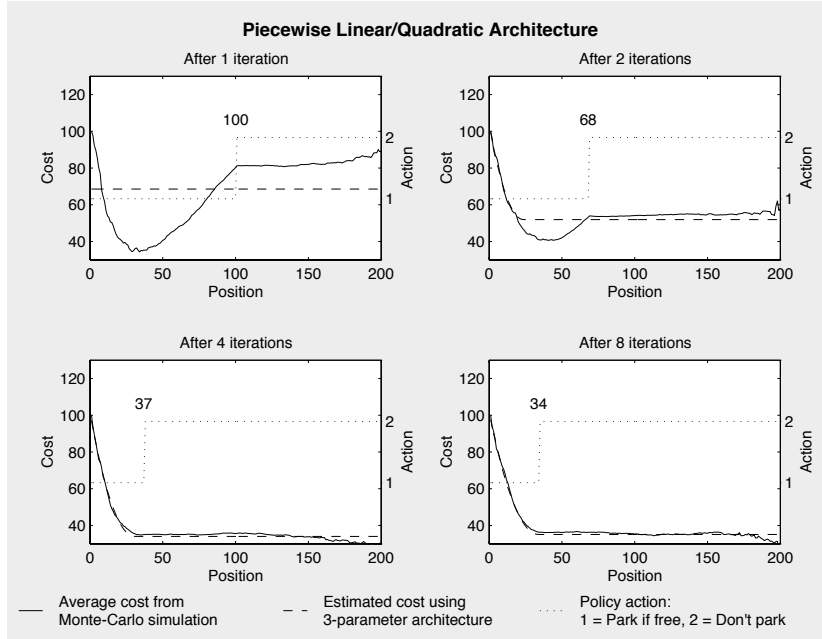 Piecewise Linear/Quadratic Architecture
After 1 iteration
120
100
80
60
40
Cost
100
2
1
Action
0 50 100 150 200
Position
After 2 iterations
120
100
80
60
40
Cost
68
2
1
Action
0 50 100 150 200
Position
After 4 iterations
120
100
80
60
40
Cost
37
2
1
Action
0 50 100 150 200
Position
After 8 iterations
120
100
80
60
40
Cost
34
2
1
Action
0 50 100 150 200
Position
Average cost from
Monte-Carlo simulation
Estimated cost using
3-parameter architecture
Policy action:
1 = Park if free, 2 = Don't park